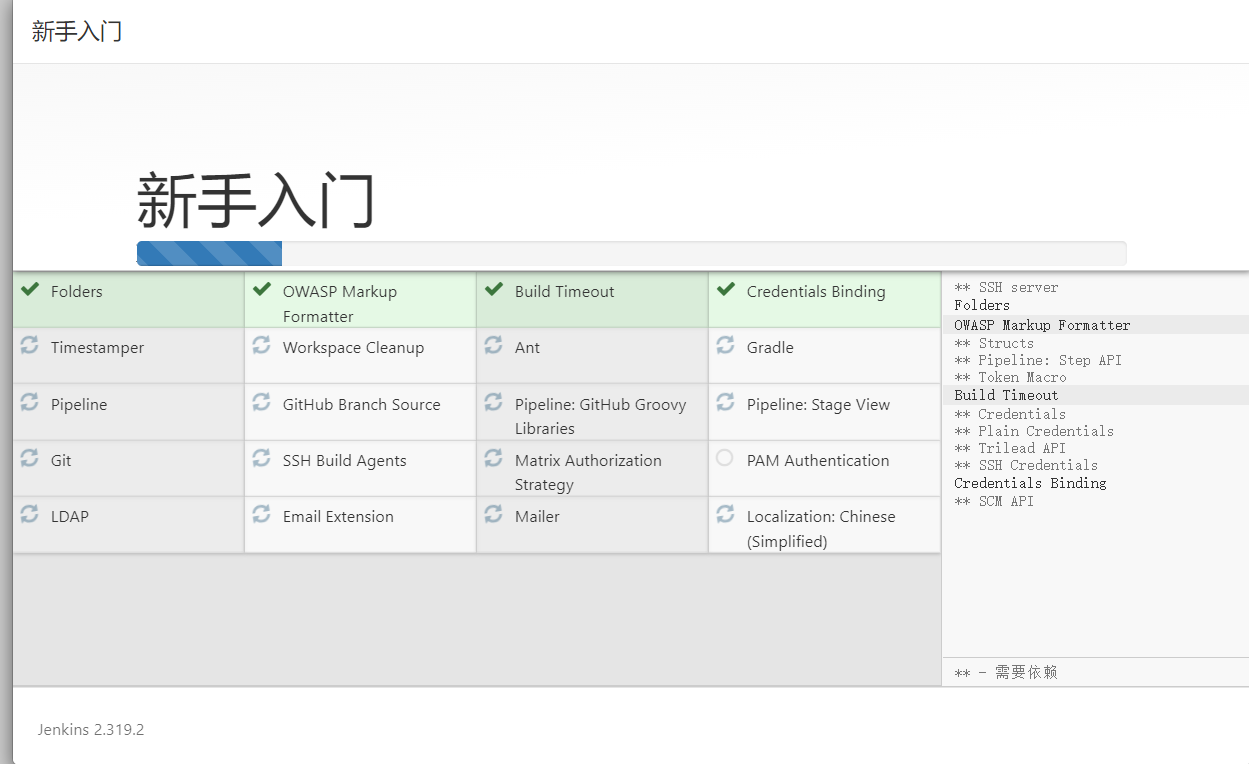 新手入门
新手入门
Folders
OWASP Markup
Formatter
Build Timeout
Credentials Binding
Timestamper
Workspace Cleanup
Ant
Gradle
Pipeline
GitHub Branch Source
Pipeline: GitHub Groovy
Libraries
Pipeline: Stage View
Git
SSH Build Agents
Matrix Authorization
Strategy
PAM Authentication
LDAP
Email Extension
Mailer
Localization: Chinese
(Simplified)
** SSH server
Folders
OWASP Markup Formatter
** Structs
** Pipeline: Step API
** Token Macro
Build Timeout
** Credentials
** Plain Credentials
** Trilead API
** SSH Credentials
Credentials Binding
** SCM API
** - 需要依赖
Jenkins 2.319.2